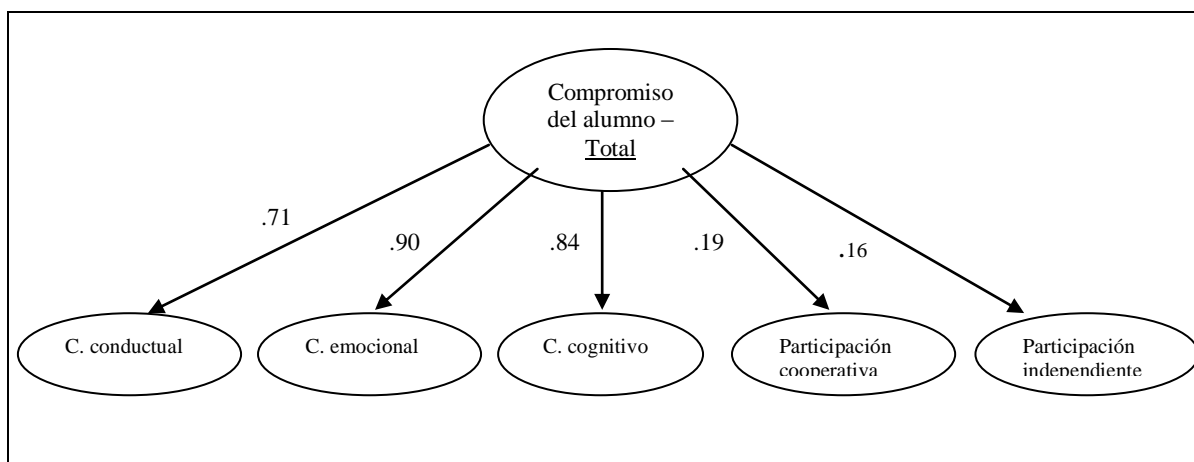 Compromiso
del alumno –
Total
.71
.90
.84
.19
.16
C. conductual
C. emocional
C. cognitivo
Participación
cooperativa
Participación
independiente